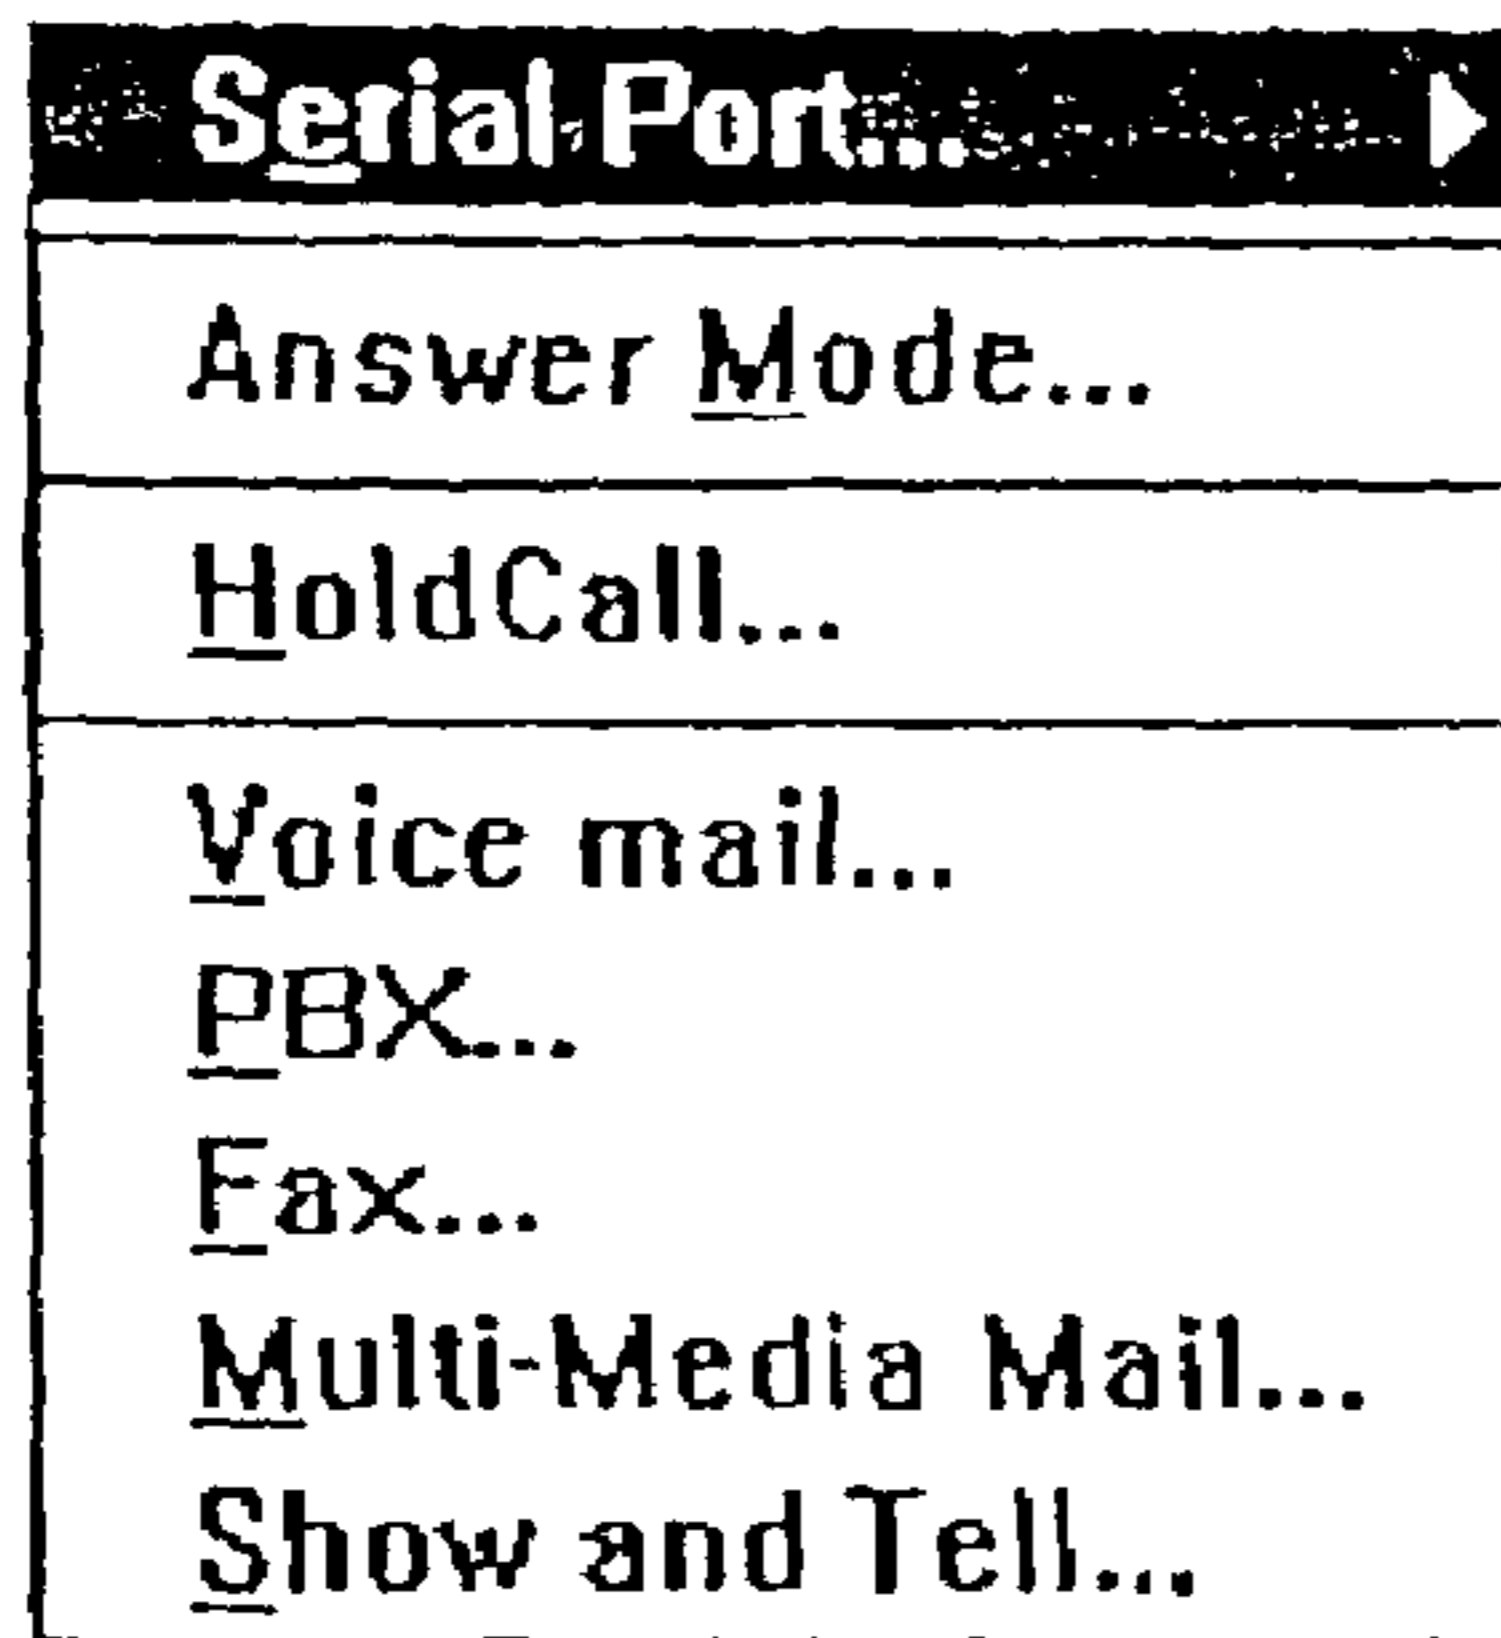 Serial Port...
Answer Mode...
HoldCall...
Voice mail...
PBX...
Fax...
Multi-Media Mail...
Show and Tell...